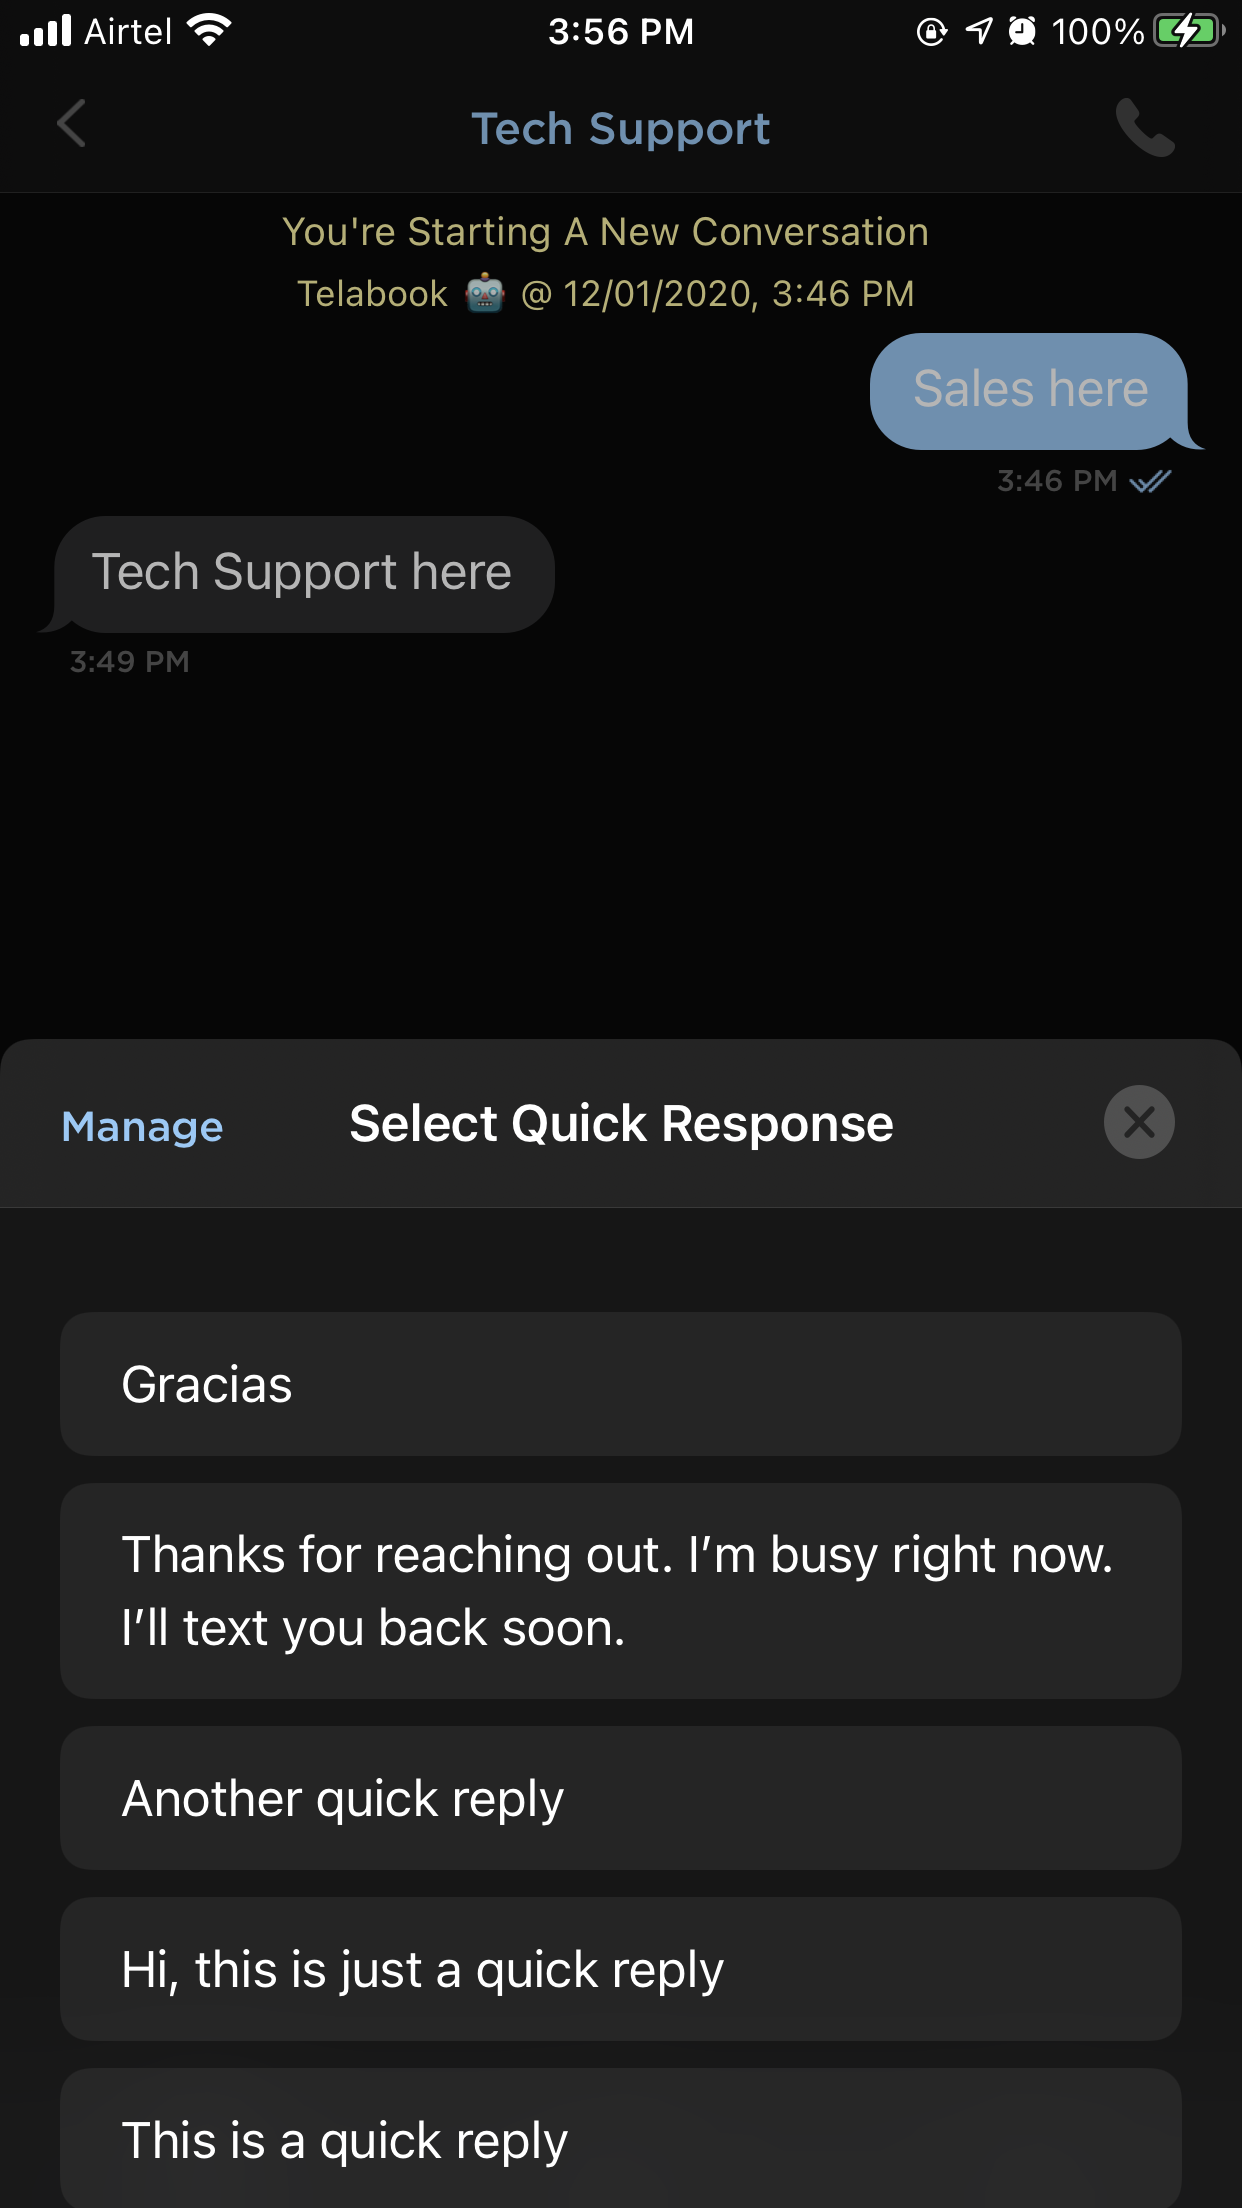 Airtel 3:56 PM 100%
Tech Support
You're Starting A New Conversation
Telabook 🤖 @ 12/01/2020, 3:46 PM
Sales here
3:46 PM
Tech Support here
3:49 PM
Manage Select Quick Response
Gracias
Thanks for reaching out. I’m busy right now.
I’ll text you back soon.
Another quick reply
Hi, this is just a quick reply
This is a quick reply